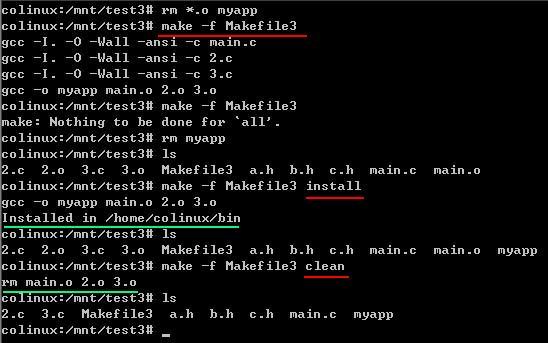 colinux:/mnt/test3# rm *.o myapp
colinux:/mnt/test3# make -f Makefile3
gcc -I. -O -Wall -ansi -c main.c
gcc -I. -O -Wall -ansi -c 2.c
gcc -I. -O -Wall -ansi -c 3.c
gcc -o myapp main.o 2.o 3.o
colinux:/mnt/test3# make -f Makefile3
make: Nothing to be done for `all'.
colinux:/mnt/test3# rm myapp
colinux:/mnt/test3# ls
2.c  2.o  3.c  3.o  Makefile3  a.h  b.h  c.h  main.c  main.o
colinux:/mnt/test3# make -f Makefile3 install
gcc -o myapp main.o 2.o 3.o
Installed in /home/colinux/bin
colinux:/mnt/test3# ls
2.c  2.o  3.c  3.o  Makefile3  a.h  b.h  c.h  main.c  main.o  myapp
colinux:/mnt/test3# make -f Makefile3 clean
rm main.o 2.o 3.o
colinux:/mnt/test3# ls
2.c  3.c  Makefile3  a.h  b.h  c.h  main.c  myapp
colinux:/mnt/test3# _